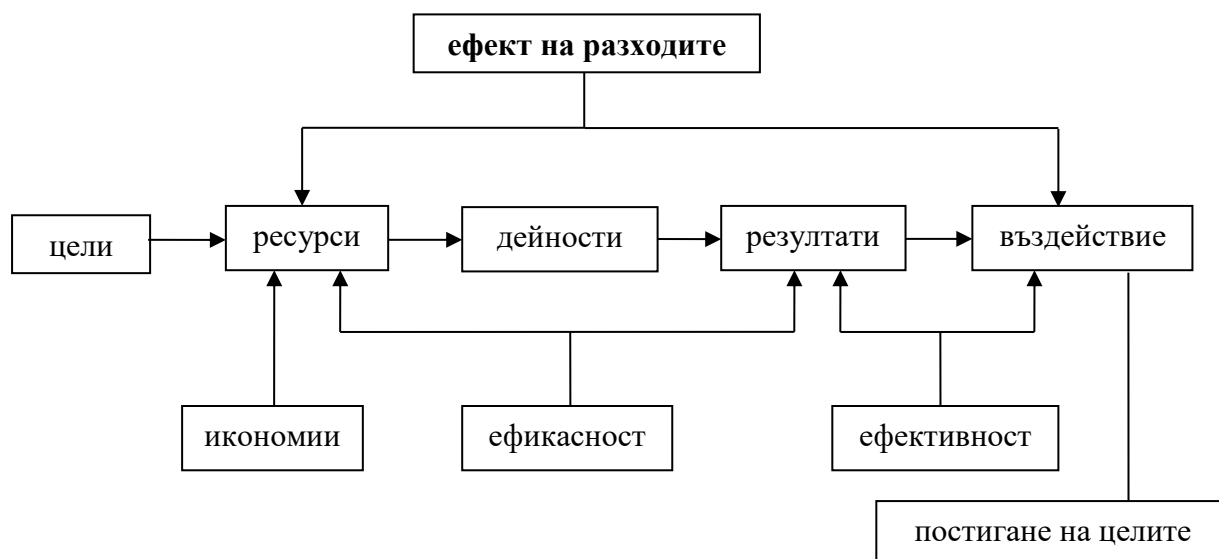 ефект на разходите
цели
ресурси
дейности
резултати
въздействие
икономии
ефикасност
ефективност
постигане на целите